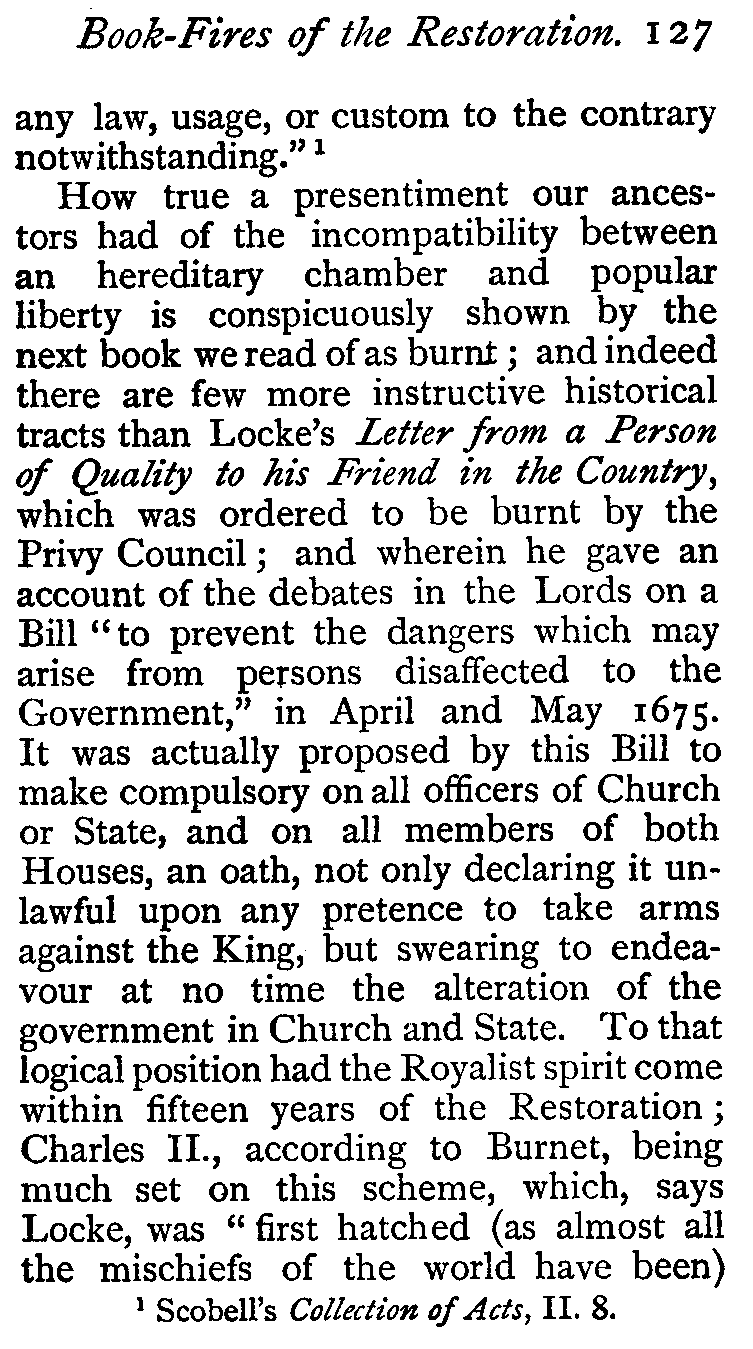 Book-Fires of the Restoration. 127
any law, usage, or custom to the contrary
notwithstanding.” ¹
How true a presentiment our ances-
tors had of the incompatibility between
an hereditary chamber and popular
liberty is conspicuously shown by the
next book we read of as burnt ; and indeed
there are few more instructive historical
tracts than Locke’s Letter from a Person
of Quality to his Friend in the Country,
which was ordered to be burnt by the
Privy Council ; and wherein he gave an
account of the debates in the Lords on a
Bill “to prevent the dangers which may
arise from persons disaffected to the
Government,” in April and May 1675.
It was actually proposed by this Bill to
make compulsory on all officers of Church
or State, and on all members of both
Houses, an oath, not only declaring it un-
lawful upon any pretence to take arms
against the King, but swearing to endea-
vour at no time the alteration of the
government in Church and State. To that
logical position had the Royalist spirit come
within fifteen years of the Restoration ;
Charles II., according to Burnet, being
much set on this scheme, which, says
Locke, was “ first hatched (as almost all
the mischiefs of the world have been)
¹ Scobell’s Collection of Acts, II. 8.